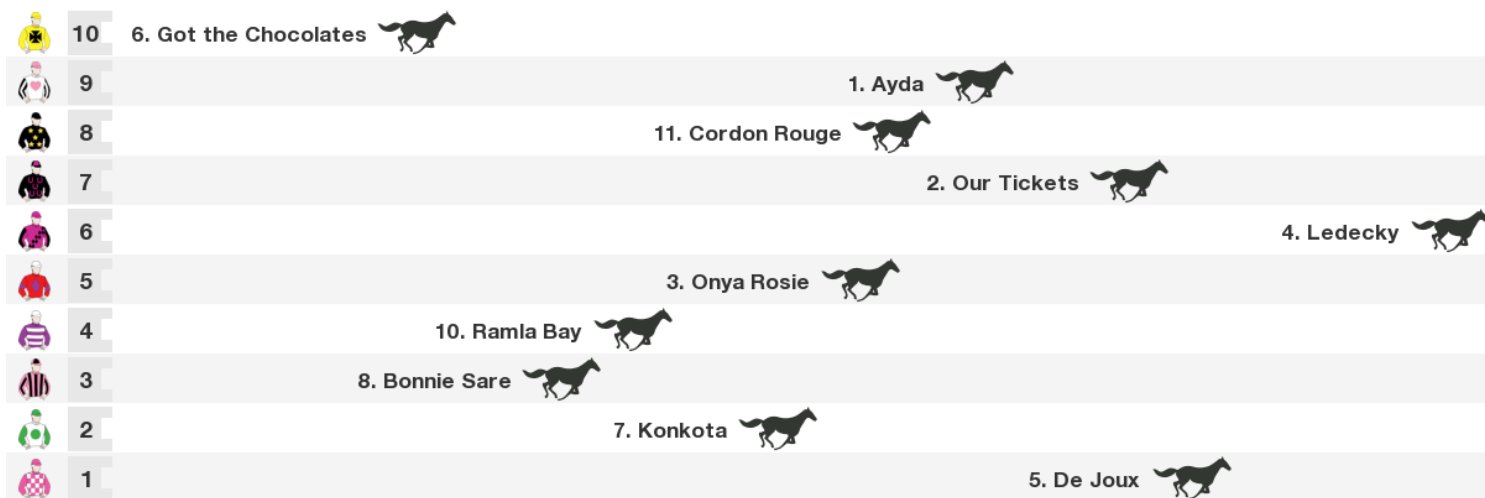 10 6. Got the Chocolates
9 1. Ayda
8 11. Cordon Rouge
7 2. Our Tickets
6 4. Ledecky
5 3. Onya Rosie
4 10. Ramla Bay
3 8. Bonnie Sare
2 7. Konkota
1 5. De Joux